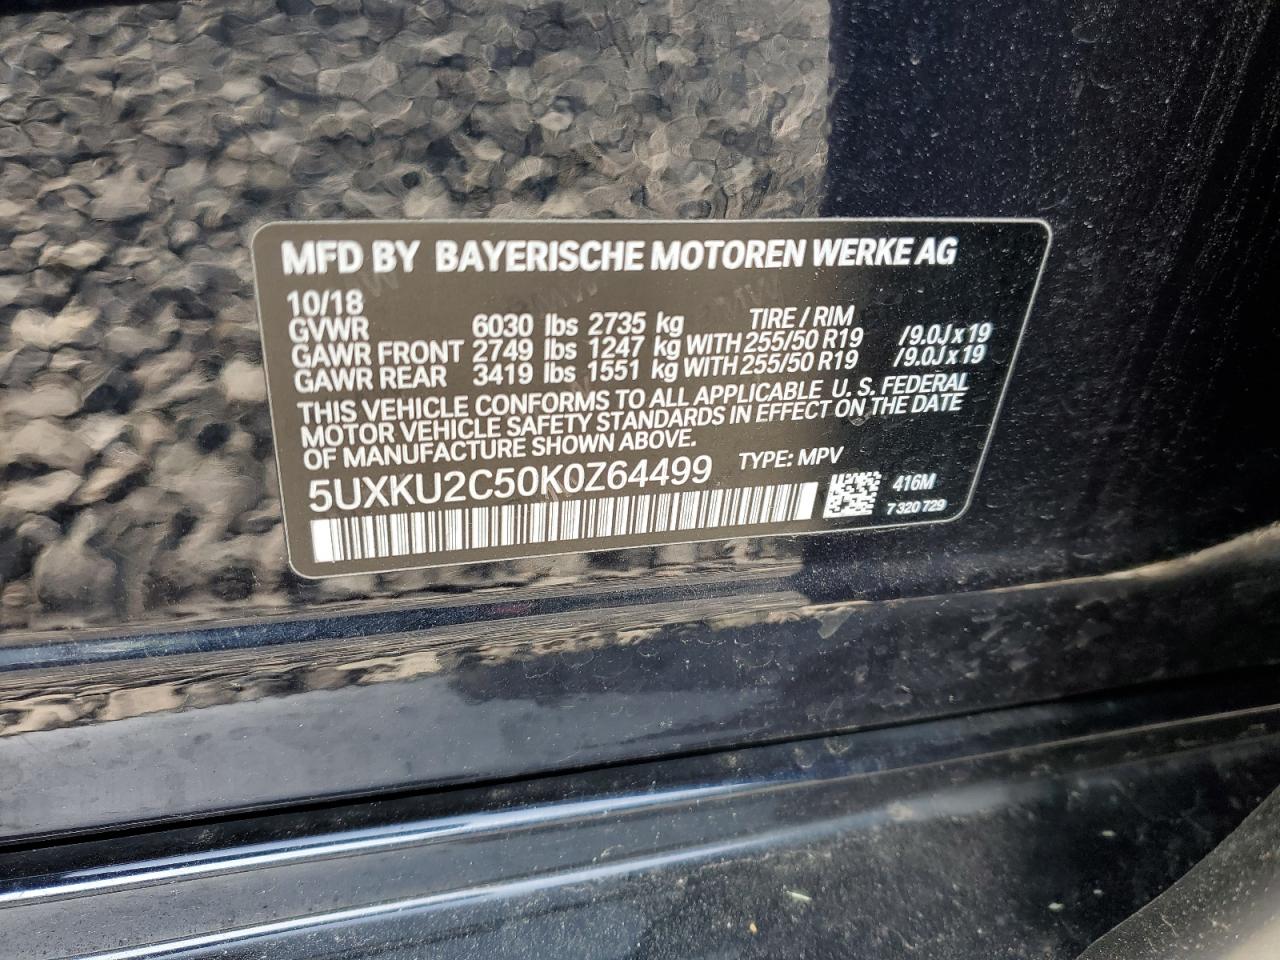 MFD BY BAYERISCHE MOTOREN WERKE AG
10/18
GVWR 6030 lbs 2735 kg TIRE / RIM
GAWR FRONT 2749 lbs 1247 kg WITH 255/50 R19 /9.0J x 19
GAWR REAR 3419 lbs 1551 kg WITH 255/50 R19 /9.0J x 19
THIS VEHICLE CONFORMS TO ALL APPLICABLE U. S. FEDERAL
MOTOR VEHICLE SAFETY STANDARDS IN EFFECT ON THE DATE
OF MANUFACTURE SHOWN ABOVE.
5UXKU2C50K0Z64499 TYPE: MPV
416M
7 320 729